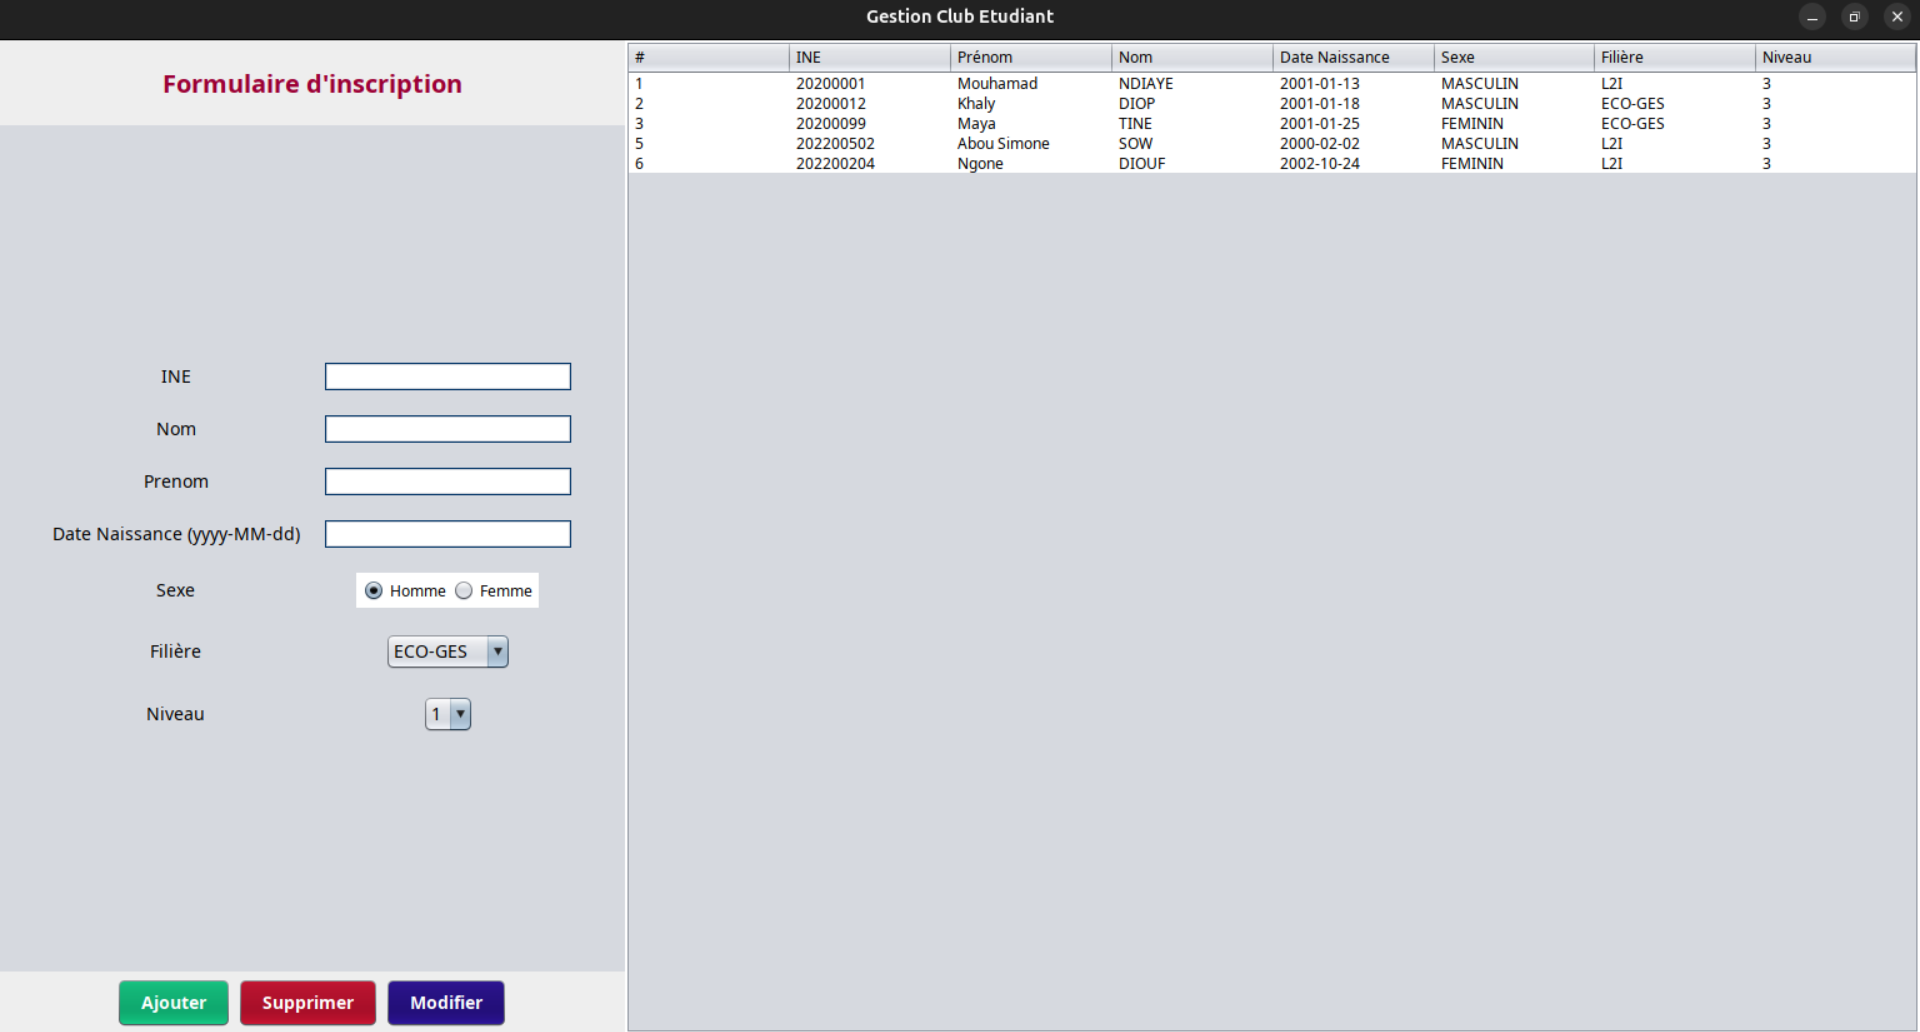 Gestion Club Etudiant
Formulaire d'inscription
INE
Nom
Prenom
Date Naissance (yyyy-MM-dd)
Sexe Homme Femme
Filière ECO-GES
Niveau 1
Ajouter Supprimer Modifier
# INE Prénom Nom Date Naissance Sexe Filière Niveau
1 20200001 Mouhamad NDIAYE 2001-01-13 MASCULIN L2I 3
2 20200012 Khaly DIOP 2001-01-18 MASCULIN ECO-GES 3
3 20200099 Maya TINE 2001-01-25 FEMININ ECO-GES 3
5 202200502 Abou Simone SOW 2000-02-02 MASCULIN L2I 3
6 202200204 Ngone DIOUF 2002-10-24 FEMININ L2I 3